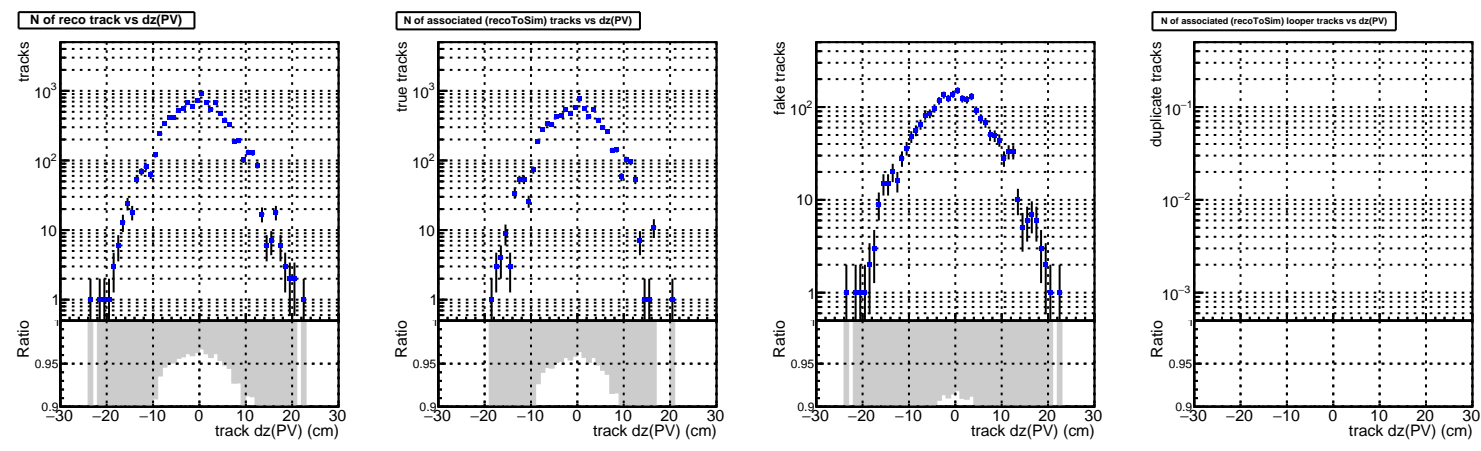 N of reco track vs dz(PV)
tracks
10³
10²
10
1
Ratio
1
0.95
0.9
−30 −20 −10 0 10 20 30
track dz(PV) (cm)
N of associated (recoToSim) tracks vs dz(PV)
true tracks
10³
10²
10
1
Ratio
1
0.95
0.9
−30 −20 −10 0 10 20 30
track dz(PV) (cm)
fake tracks
10²
10
1
Ratio
1
0.95
0.9
−30 −20 −10 0 10 20 30
track dz(PV) (cm)
N of associated (recoToSim) looper tracks vs dz(PV)
duplicate tracks
10⁻¹
10⁻²
10⁻³
Ratio
1
0.95
0.9
−30 −20 −10 0 10 20 30
track dz(PV) (cm)